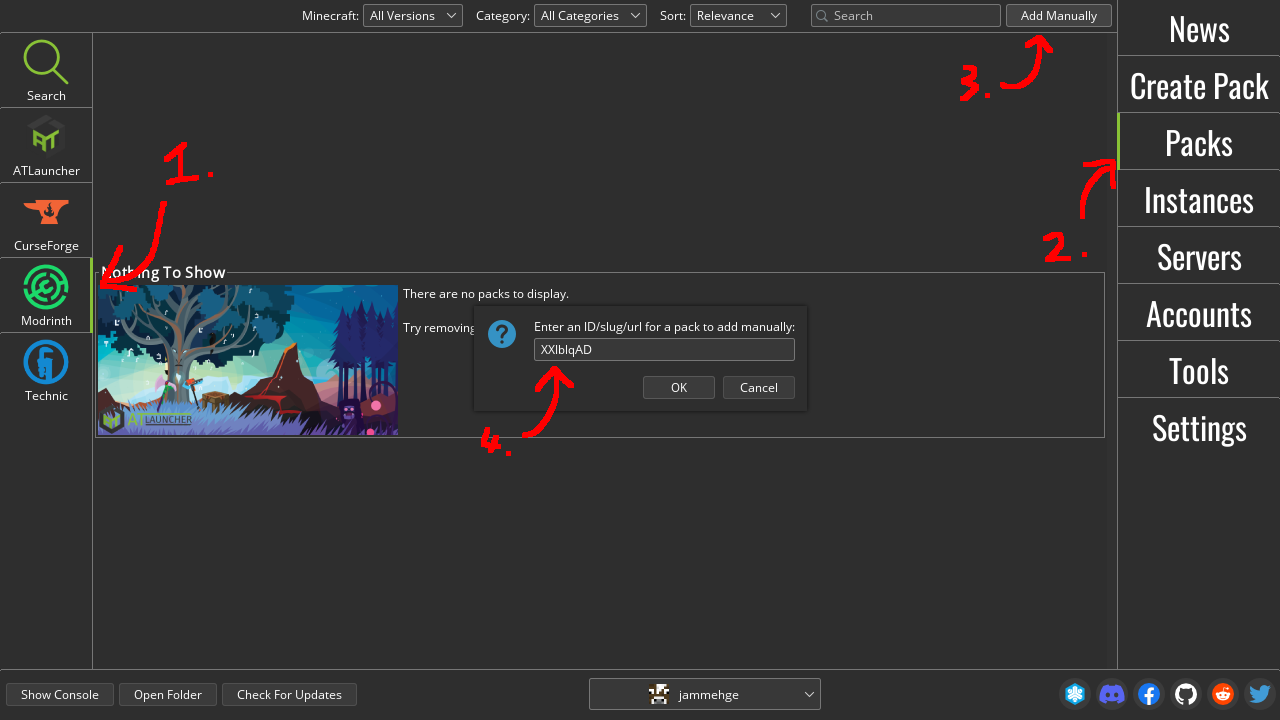 Minecraft: All Versions Category: All Categories Sort: Relevance Search Add Manually
News
Create Pack
Packs
Instances
Servers
Accounts
Tools
Settings
Search
ATLauncher
CurseForge
Modrinth
Technic
1.
2.
3.
4.
Nothing To Show
There are no packs to display.
Try removing
ATLAUNCHER
Enter an ID/slug/url for a pack to add manually:
XXIblqAD
OK Cancel
Show Console Open Folder Check For Updates jammehge